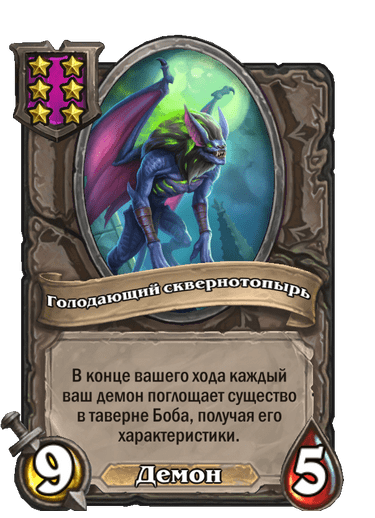 Голодающий сквернотопырь
В конце вашего хода каждый
ваш демон поглощает существо
в таверне Боба, получая его
характеристики.
9
Демон
5